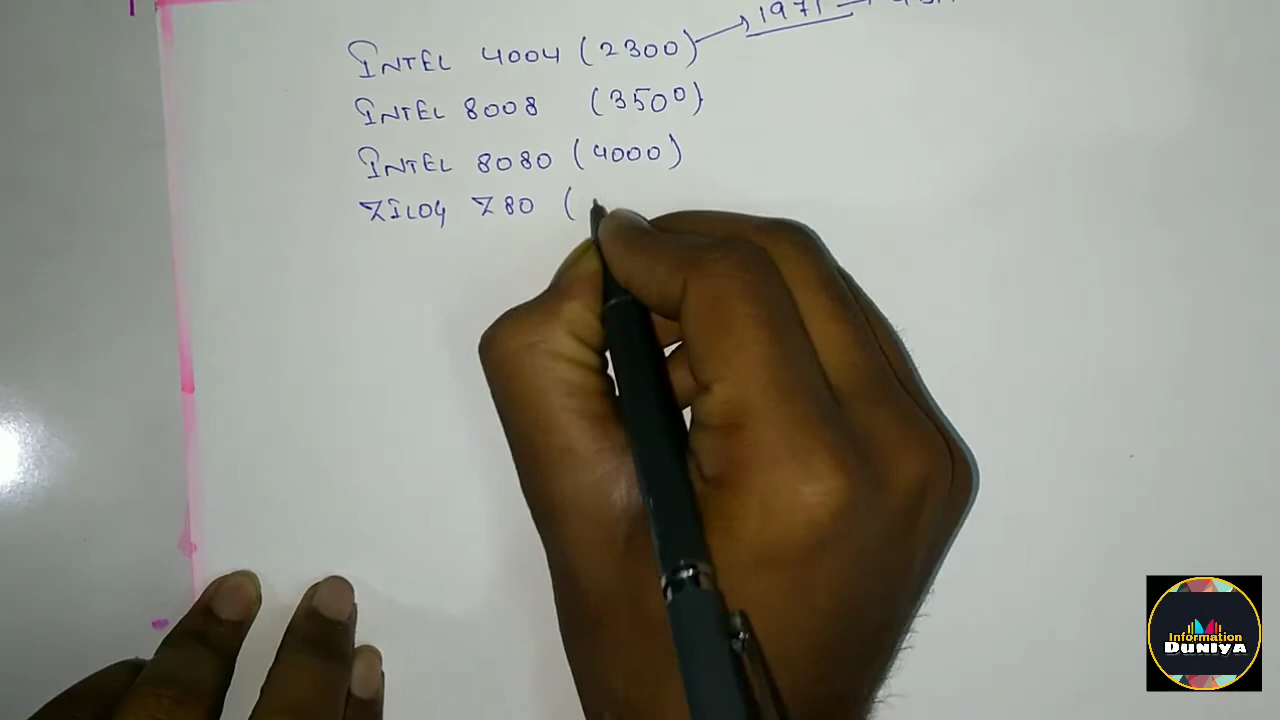 1971
INTEL 4004 (2300)
INTEL 8008 (3500)
INTEL 8080 (4000)
ZILOG Z80 (
Information
Duniya